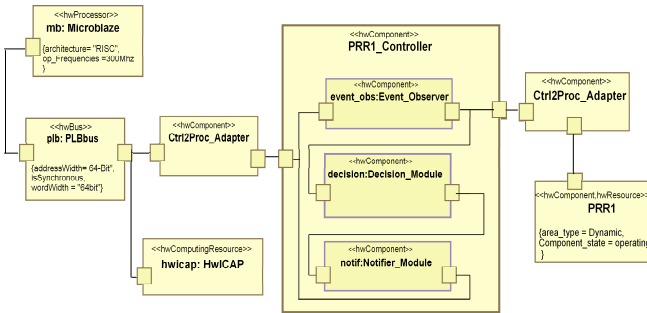 <<hwProcessor>>
mb: Microblaze
{architecture= "RISC",
op_Frequencies =300Mhz
}
<<hwBus>>
plb: PLBbus
{addressWidth= 64-Bit",
isSynchronous,
wordWidth = "64bit"}
<<hwComponent>>
Ctrl2Proc_Adapter
<<hwComputingResource>>
hwicap: HwICAP
<<hwComponent>>
PRR1_Controller
<<hwComponent>>
event_obs:Event_Observer
<<hwComponent>>
decision:Decision_Module
<<hwComponent>>
notif:Notifier_Module
<<hwComponent>>
Ctrl2Proc_Adapter
<<hwComponent,hwResource>>
PRR1
{area_type = Dynamic,
Component_state = operating
}